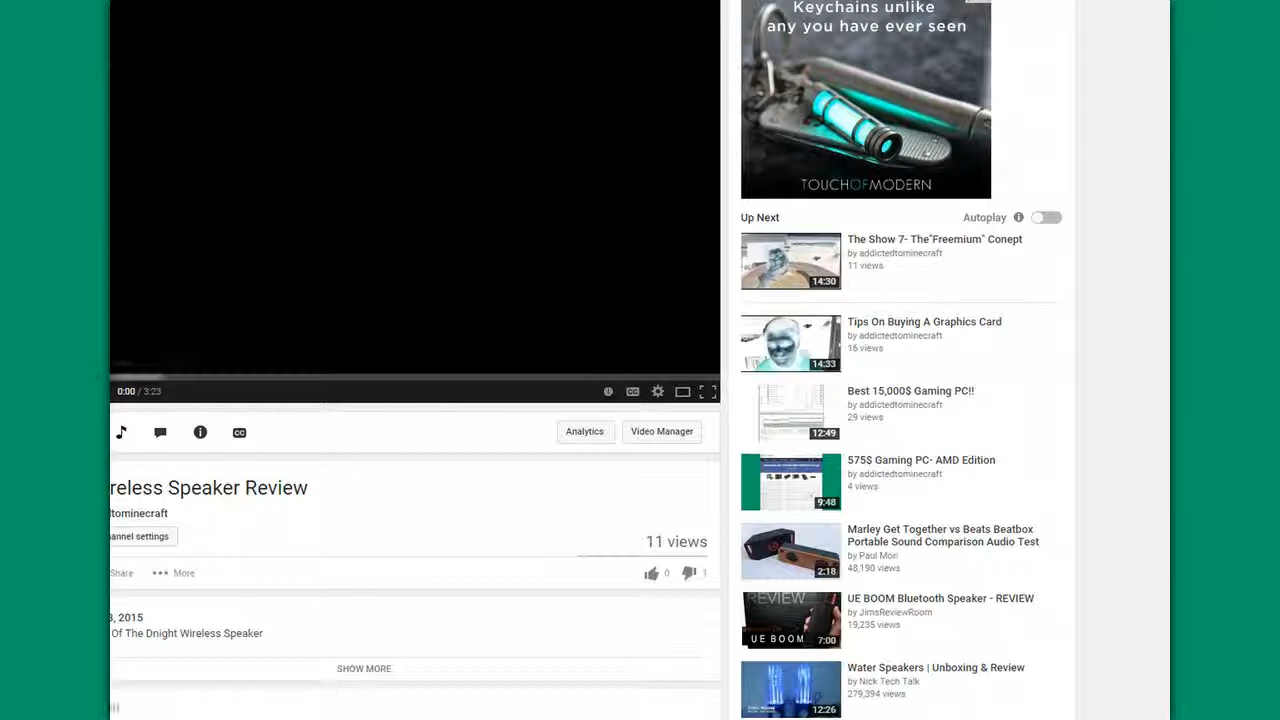 Keychains unlike
any you have ever seen
TOUCHOFMODERN
Up Next
Autoplay
The Show 7- The"Freemium" Conept
by addictedtominecraft
11 views
14:30
Tips On Buying A Graphics Card
by addictedtominecraft
16 views
14:33
Best 15,000$ Gaming PC!!
by addictedtominecraft
29 views
12:49
575$ Gaming PC- AMD Edition
by addictedtominecraft
4 views
9:48
Marley Get Together vs Beats Beatbox
Portable Sound Comparison Audio Test
by Paul Mori
48,190 views
2:18
UE BOOM Bluetooth Speaker - REVIEW
by JimsReviewRoom
19,235 views
REVIEW
UE BOOM
7:00
Water Speakers | Unboxing & Review
by Nick Tech Talk
279,394 views
12:26
0:00 / 3:23
CC
CC
Analytics
Video Manager
reless Speaker Review
tominecraft
annel settings
11 views
Share
More
0
1
3, 2015
Of The Dnight Wireless Speaker
SHOW MORE